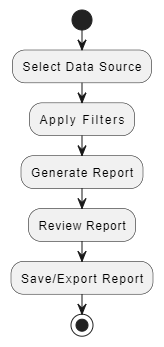 Select Data Source
Apply Filters
Generate Report
Review Report
Save/Export Report